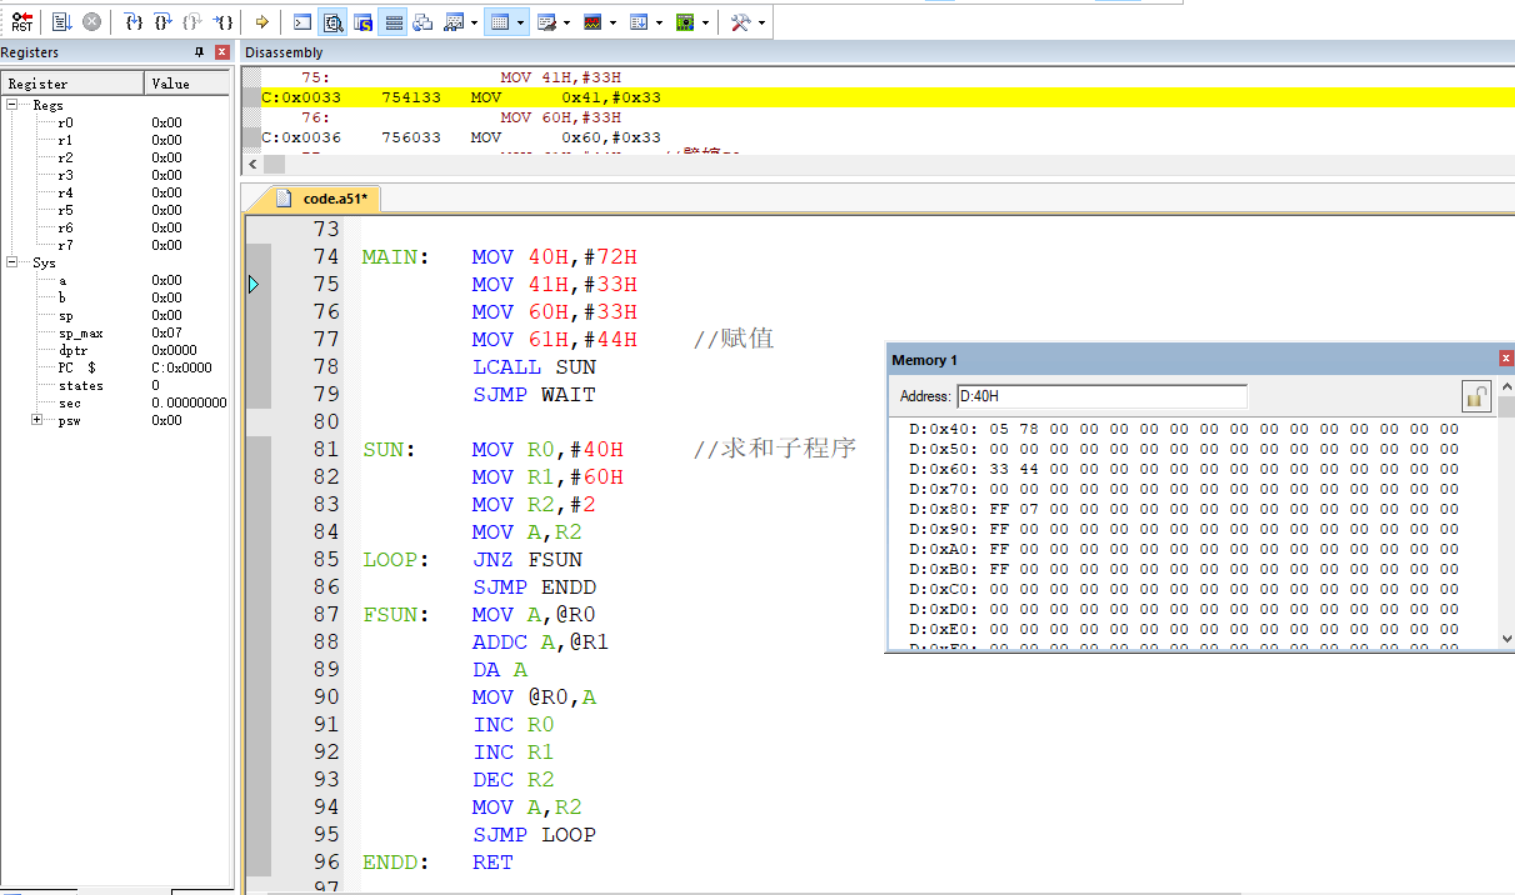 RST
Registers
Register Value
Regs
r0 0x00
r1 0x00
r2 0x00
r3 0x00
r4 0x00
r5 0x00
r6 0x00
r7 0x00
Sys
a 0x00
b 0x00
sp 0x00
sp_max 0x07
dptr 0x0000
PC $ C:0x0000
states 0
sec 0.00000000
psw 0x00
Disassembly
75: MOV 41H,#33H
C:0x0033 754133 MOV 0x41,#0x33
76: MOV 60H,#33H
C:0x0036 756033 MOV 0x60,#0x33
code.a51*
73
74 MAIN: MOV 40H,#72H
75 MOV 41H,#33H
76 MOV 60H,#33H
77 MOV 61H,#44H //赋值
78 LCALL SUN
79 SJMP WAIT
80
81 SUN: MOV R0,#40H //求和子程序
82 MOV R1,#60H
83 MOV R2,#2
84 MOV A,R2
85 LOOP: JNZ FSUN
86 SJMP ENDD
87 FSUN: MOV A,@R0
88 ADDC A,@R1
89 DA A
90 MOV @R0,A
91 INC R0
92 INC R1
93 DEC R2
94 MOV A,R2
95 SJMP LOOP
96 ENDD: RET
97
Memory 1
Address: D:40H
D:0x40: 05 78 00 00 00 00 00 00 00 00 00 00 00 00 00 00
D:0x50: 00 00 00 00 00 00 00 00 00 00 00 00 00 00 00 00
D:0x60: 33 44 00 00 00 00 00 00 00 00 00 00 00 00 00 00
D:0x70: 00 00 00 00 00 00 00 00 00 00 00 00 00 00 00 00
D:0x80: FF 07 00 00 00 00 00 00 00 00 00 00 00 00 00 00
D:0x90: FF 00 00 00 00 00 00 00 00 00 00 00 00 00 00 00
D:0xA0: FF 00 00 00 00 00 00 00 00 00 00 00 00 00 00 00
D:0xB0: FF 00 00 00 00 00 00 00 00 00 00 00 00 00 00 00
D:0xC0: 00 00 00 00 00 00 00 00 00 00 00 00 00 00 00 00
D:0xD0: 00 00 00 00 00 00 00 00 00 00 00 00 00 00 00 00
D:0xE0: 00 00 00 00 00 00 00 00 00 00 00 00 00 00 00 00
D:0xF0: 00 00 00 00 00 00 00 00 00 00 00 00 00 00 00 00